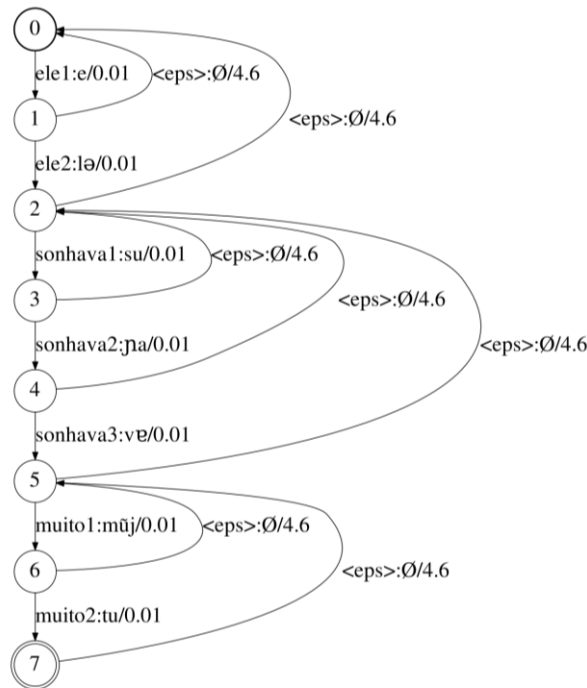 0
ele1:e/0.01
<eps>:Ø/4.6
<eps>:Ø/4.6
1
ele2:lə/0.01
2
sonhava1:su/0.01
<eps>:Ø/4.6
<eps>:Ø/4.6
<eps>:Ø/4.6
3
sonhava2:ɲa/0.01
4
sonhava3:vɐ/0.01
5
muito1:mũj/0.01
<eps>:Ø/4.6
<eps>:Ø/4.6
6
muito2:tu/0.01
7